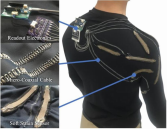 Readout Electronics
Micro-Coaxial Cable
Soft Strain Sensor